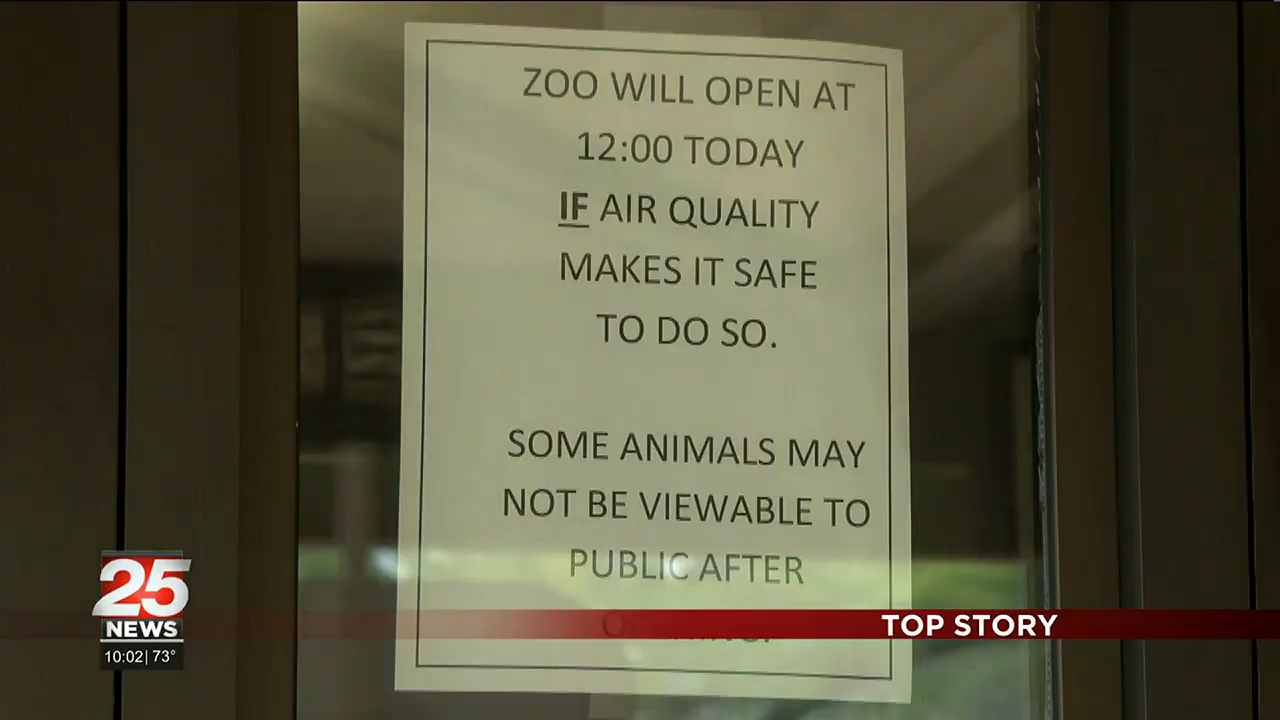 ZOO WILL OPEN AT
12:00 TODAY
IF AIR QUALITY
MAKES IT SAFE
TO DO SO.
SOME ANIMALS MAY
NOT BE VIEWABLE TO
PUBLIC AFTER
TOP STORY
25
NEWS
10:02 | 73°